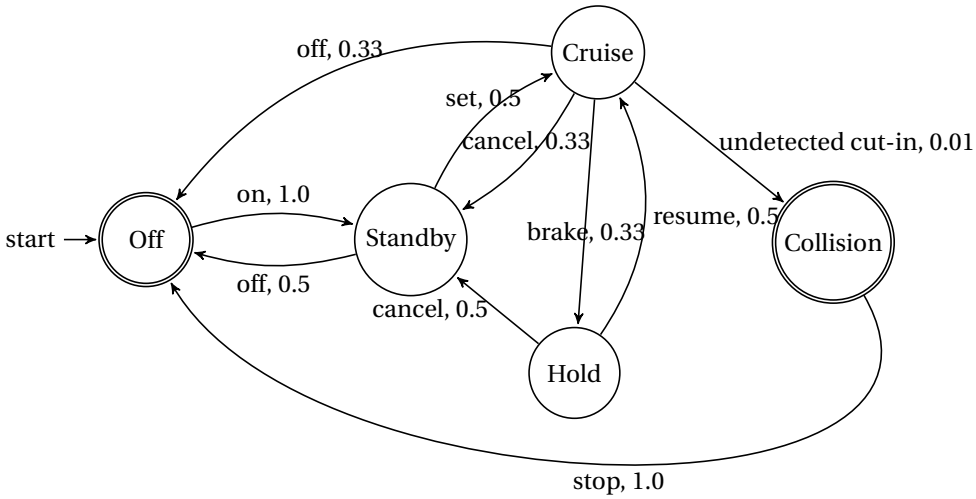 Cruise
off, 0.33
set, 0.5
cancel, 0.33
undetected cut-in, 0.01
on, 1.0
start
Off
Standby
brake, 0.33
resume, 0.5
Collision
off, 0.5
cancel, 0.5
Hold
stop, 1.0